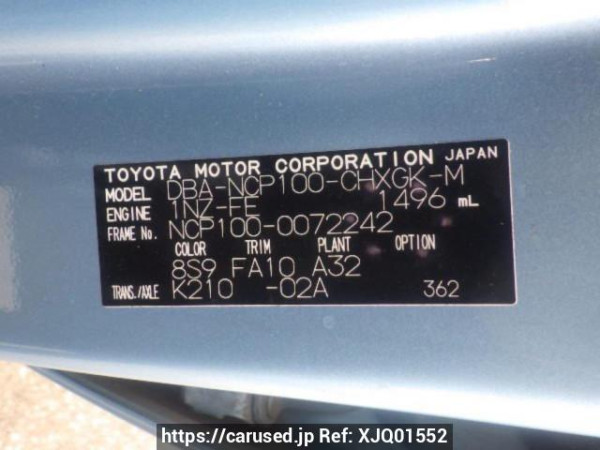 TOYOTA MOTOR CORPORATION JAPAN
MODEL DBA-NCP100-CHXGK-M
ENGINE 1NZ-FE 1496 mL
FRAME No. NCP100-0072242
COLOR TRIM PLANT OPTION
8S9 FA10 A32
TRANS./AXLE K210 -02A 362
https://carused.jp Ref: XJQ01552